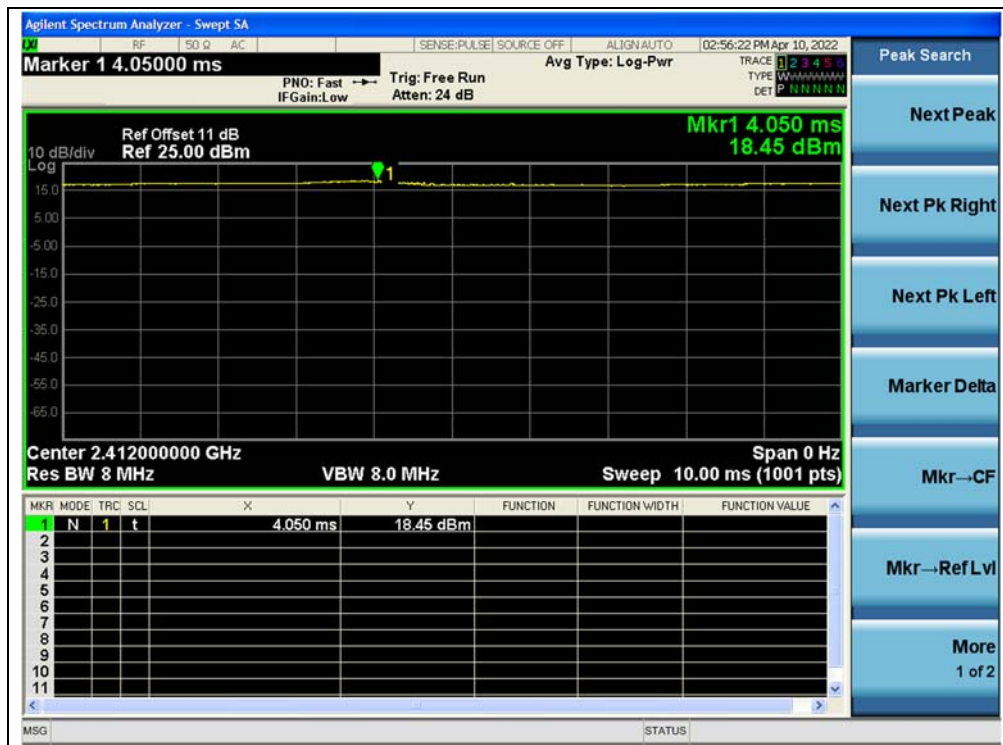 Agilent Spectrum Analyzer - Swept SA
LXI RF 50 Ω AC SENSE:PULSE SOURCE OFF ALIGN AUTO 02:56:22 PM Apr 10, 2022
Marker 1 4.05000 ms
PNO: Fast
IFGain:Low
Trig: Free Run
Atten: 24 dB
Avg Type: Log-Pwr
TRACE 1 2 3 4 5 6
TYPE WWWWWWW
DET P N N N N N
Peak Search
Next Peak
Next Pk Right
Next Pk Left
Marker Delta
Mkr→CF
Mkr→Ref Lvl
More
1 of 2
Mkr1 4.050 ms
18.45 dBm
Ref Offset 11 dB
10 dB/div Ref 25.00 dBm
Log
1
15.0
5.00
-5.00
-15.0
-25.0
-35.0
-45.0
-55.0
-65.0
Center 2.412000000 GHz Span 0 Hz
Res BW 8 MHz VBW 8.0 MHz Sweep 10.00 ms (1001 pts)
MKR MODE TRC SCL X Y FUNCTION FUNCTION WIDTH FUNCTION VALUE
1 N 1 t 4.050 ms 18.45 dBm
2
3
4
5
6
7
8
9
10
11
MSG STATUS